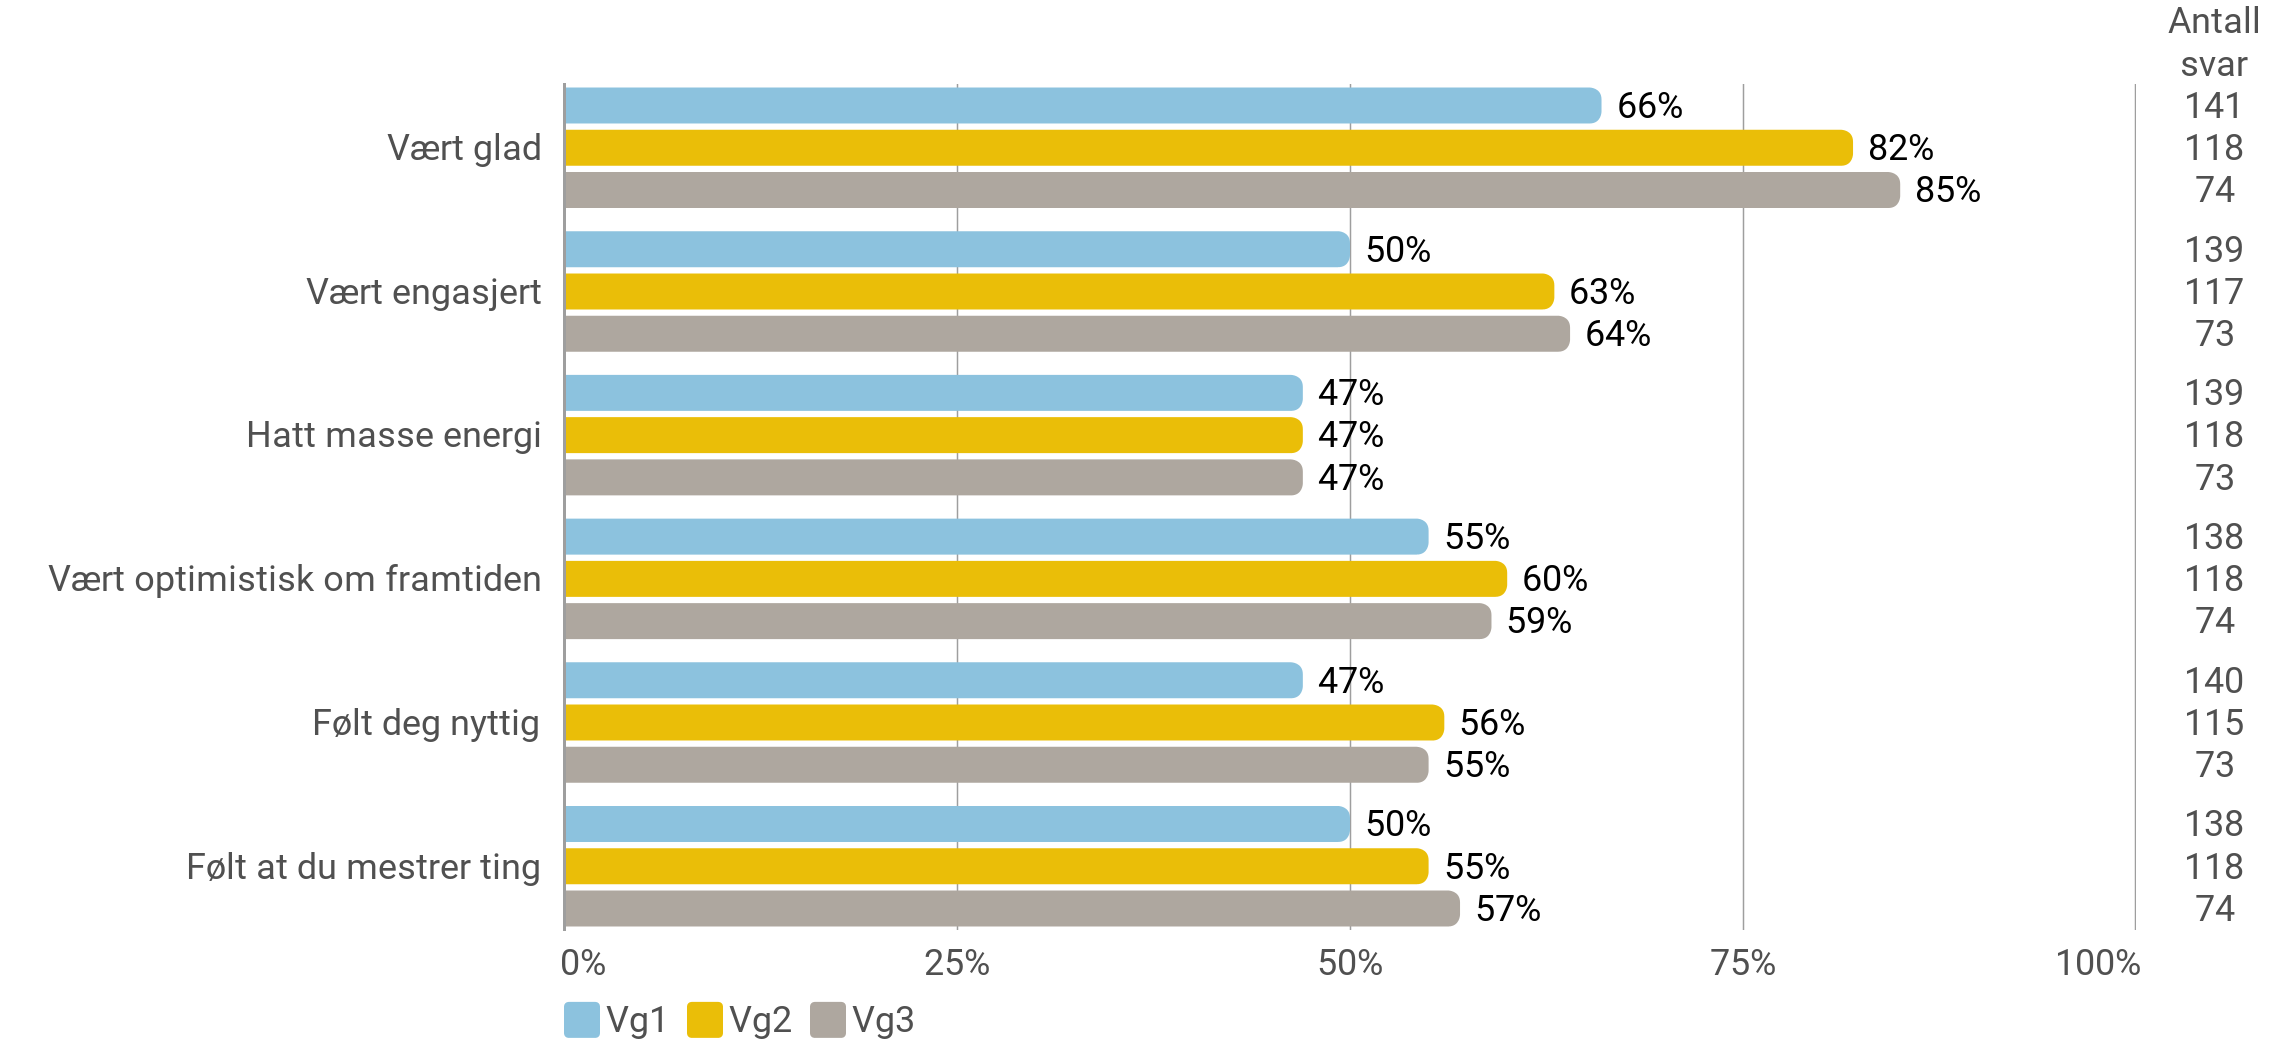 Antall
svar
66% 141
Vært glad 82% 118
85% 74
50% 139
Vært engasjert 63% 117
64% 73
47% 139
Hatt masse energi 47% 118
47% 73
55% 138
Vært optimistisk om framtiden 60% 118
59% 74
47% 140
Følt deg nyttig 56% 115
55% 73
50% 138
Følt at du mestrer ting 55% 118
57% 74
0% 25% 50% 75% 100%
Vg1 Vg2 Vg3